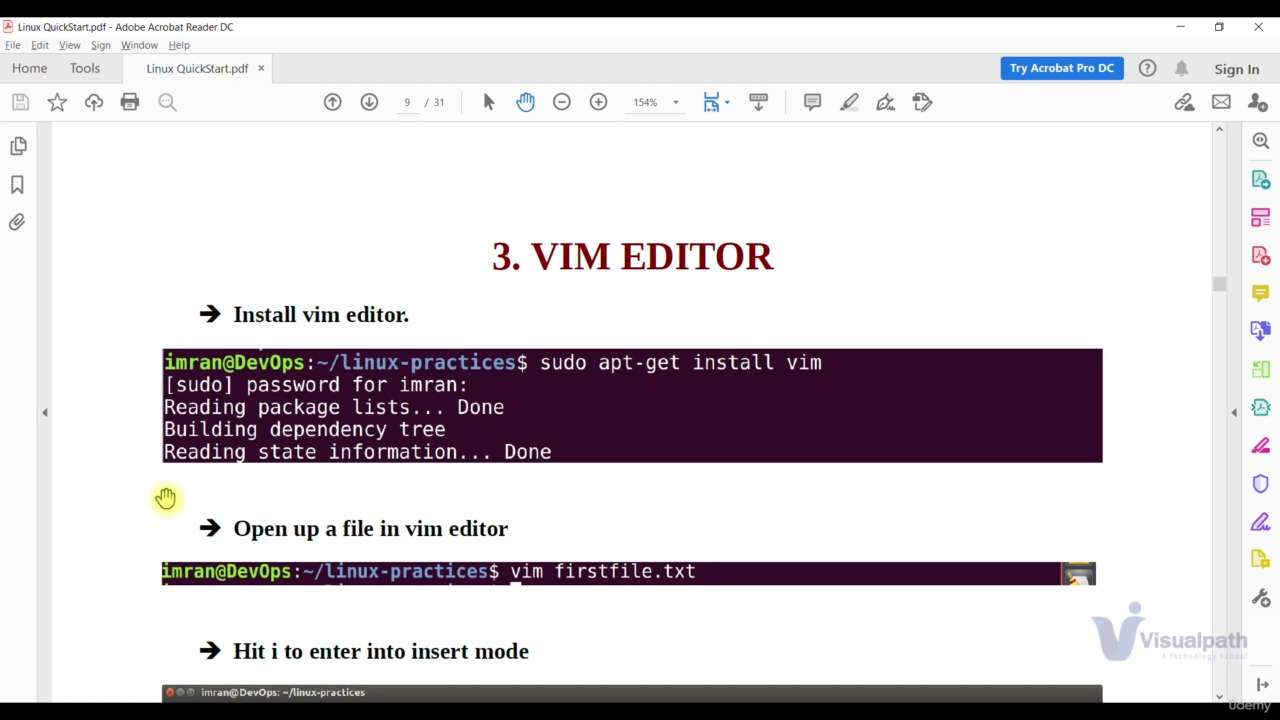 Linux QuickStart.pdf - Adobe Acrobat Reader DC
File Edit View Sign Window Help
Home Tools Linux QuickStart.pdf × Try Acrobat Pro DC Sign In
9 / 31 154%
3. VIM EDITOR
➔ Install vim editor.
imran@DevOps:~/linux-practices$ sudo apt-get install vim
[sudo] password for imran:
Reading package lists... Done
Building dependency tree
Reading state information... Done
➔ Open up a file in vim editor
imran@DevOps:~/linux-practices$ vim firstfile.txt
➔ Hit i to enter into insert mode
imran@DevOps: ~/linux-practices
Visualpath
A technology school
udemy